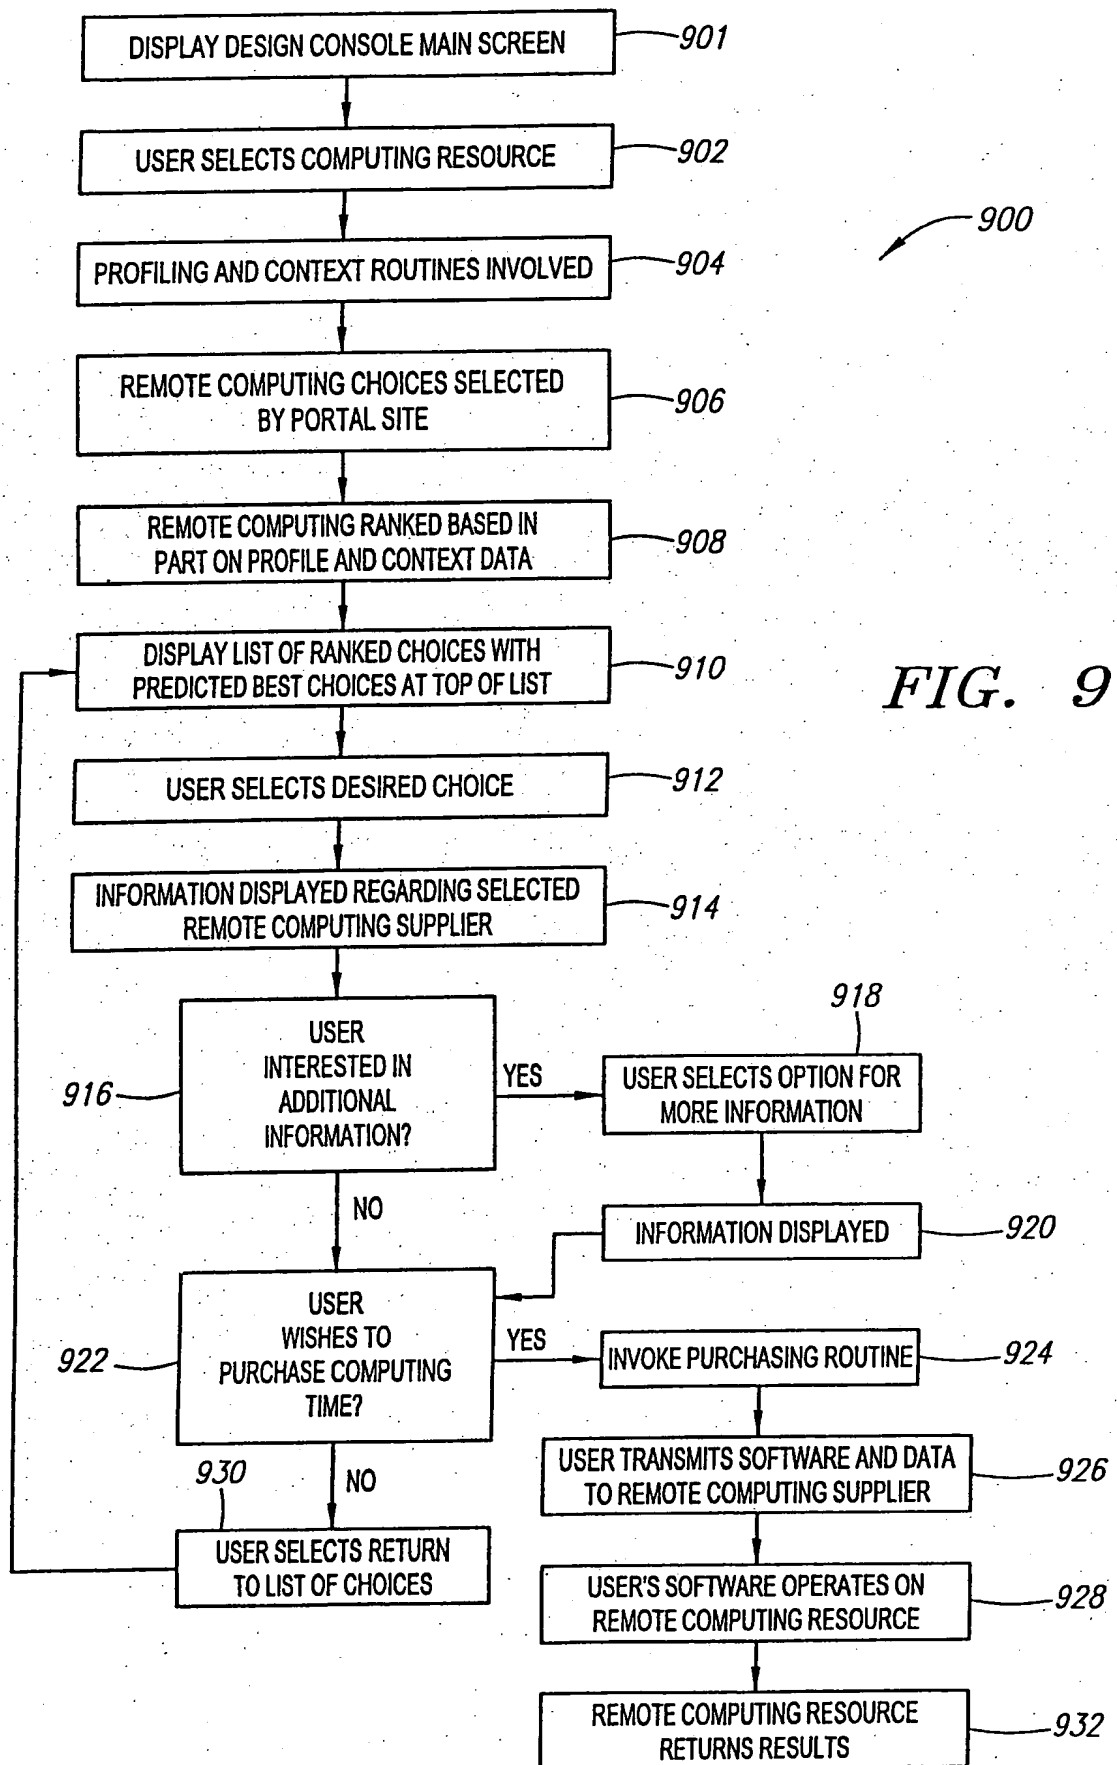 DISPLAY DESIGN CONSOLE MAIN SCREEN
901
USER SELECTS COMPUTING RESOURCE
902
900
PROFILING AND CONTEXT ROUTINES INVOLVED
904
REMOTE COMPUTING CHOICES SELECTED
BY PORTAL SITE
906
REMOTE COMPUTING RANKED BASED IN
PART ON PROFILE AND CONTEXT DATA
908
DISPLAY LIST OF RANKED CHOICES WITH
PREDICTED BEST CHOICES AT TOP OF LIST
910
FIG. 9
USER SELECTS DESIRED CHOICE
912
INFORMATION DISPLAYED REGARDING SELECTED
REMOTE COMPUTING SUPPLIER
914
USER
INTERESTED IN
ADDITIONAL
INFORMATION?
916
YES
918
USER SELECTS OPTION FOR
MORE INFORMATION
NO
INFORMATION DISPLAYED
920
USER
WISHES TO
PURCHASE COMPUTING
TIME?
922
YES
INVOKE PURCHASING ROUTINE
924
NO
930
USER SELECTS RETURN
TO LIST OF CHOICES
USER TRANSMITS SOFTWARE AND DATA
TO REMOTE COMPUTING SUPPLIER
926
USER'S SOFTWARE OPERATES ON
REMOTE COMPUTING RESOURCE
928
REMOTE COMPUTING RESOURCE
RETURNS RESULTS
932